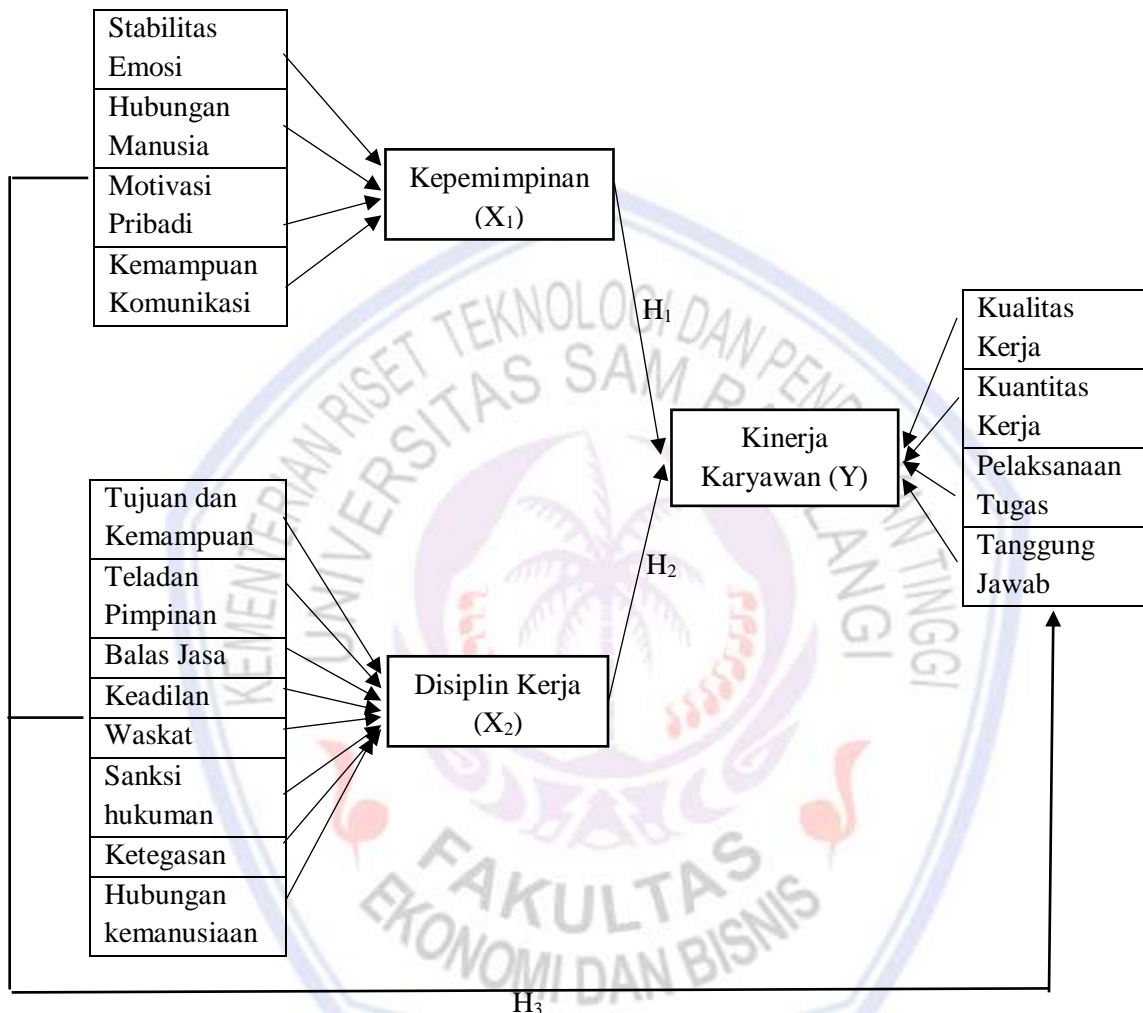 Stabilitas
Emosi
Hubungan
Manusia
Motivasi
Pribadi
Kemampuan
Komunikasi
Kepemimpinan
(X₁)
H₁
Tujuan dan
Kemampuan
Teladan
Pimpinan
Balas Jasa
Keadilan
Waskat
Sanksi
hukuman
Ketegasan
Hubungan
kemanusiaan
Disiplin Kerja
(X₂)
H₂
Kinerja
Karyawan (Y)
Kualitas
Kerja
Kuantitas
Kerja
Pelaksanaan
Tugas
Tanggung
Jawab
H₃
KEMENTERIAN RISET TEKNOLOGI DAN TINGGI
UNIVERSITAS SAM
FAKULTAS
EKONOMI DAN BISNIS